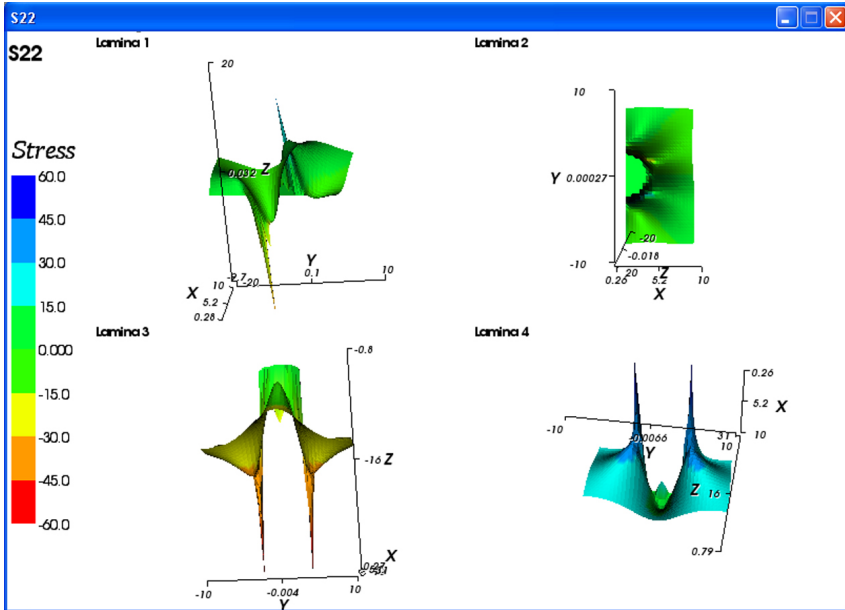 S22
S22
Stress
60.0
45.0
30.0
15.0
0.000
-15.0
-30.0
-45.0
-60.0
Lamina 1
20
Z
0.032
Y
0.1
10
-20
X
10
5.2
0.28
Lamina 2
10
Y 0.00027
-10
-20
-0.018
20
Z
0.26
5.2
10
X
Lamina 3
-0.8
-16 Z
X
-10
-0.004
10
Y
Lamina 4
0.26
5.2
X
10
-10
-0.0066
31
10
Y
Z 16
0.79